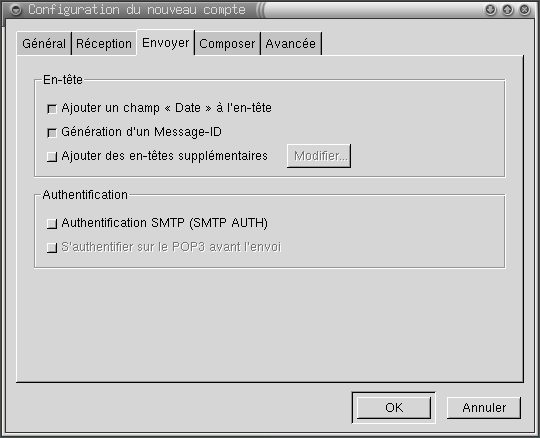 Configuration du nouveau compte
Général Réception Envoyer Composer Avancée
En-tête
Ajouter un champ « Date » à l'en-tête
Génération d'un Message-ID
Ajouter des en-têtes supplémentaires Modifier...
Authentification
Authentification SMTP (SMTP AUTH)
S'authentifier sur le POP3 avant l'envoi
OK Annuler